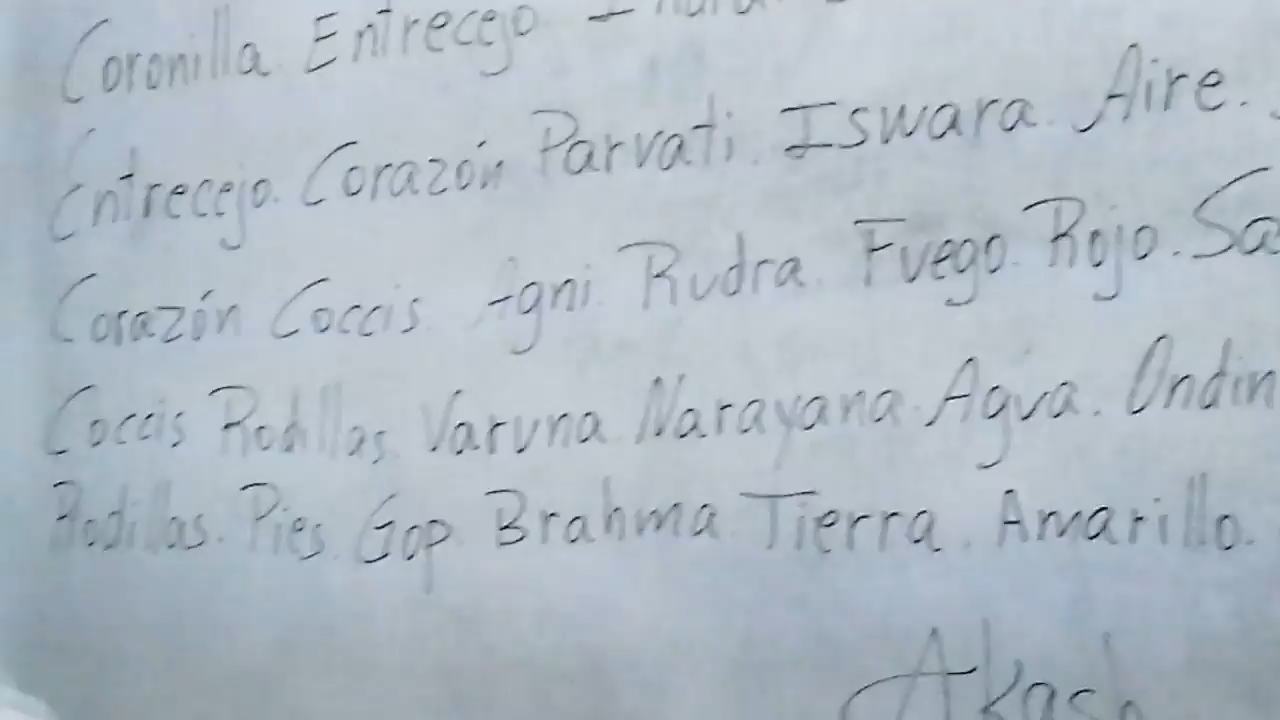 Coronilla. Entrecejo
Entrecejo. Corazón Parvati. Iswara. Aire.
Corazón Coccis. Agni. Rudra. Fuego. Rojo.
Coccis Rodillas. Varuna Narayana. Agua.
Rodillas. Pies. Gop. Brahma Tierra. Amarillo.
Akash